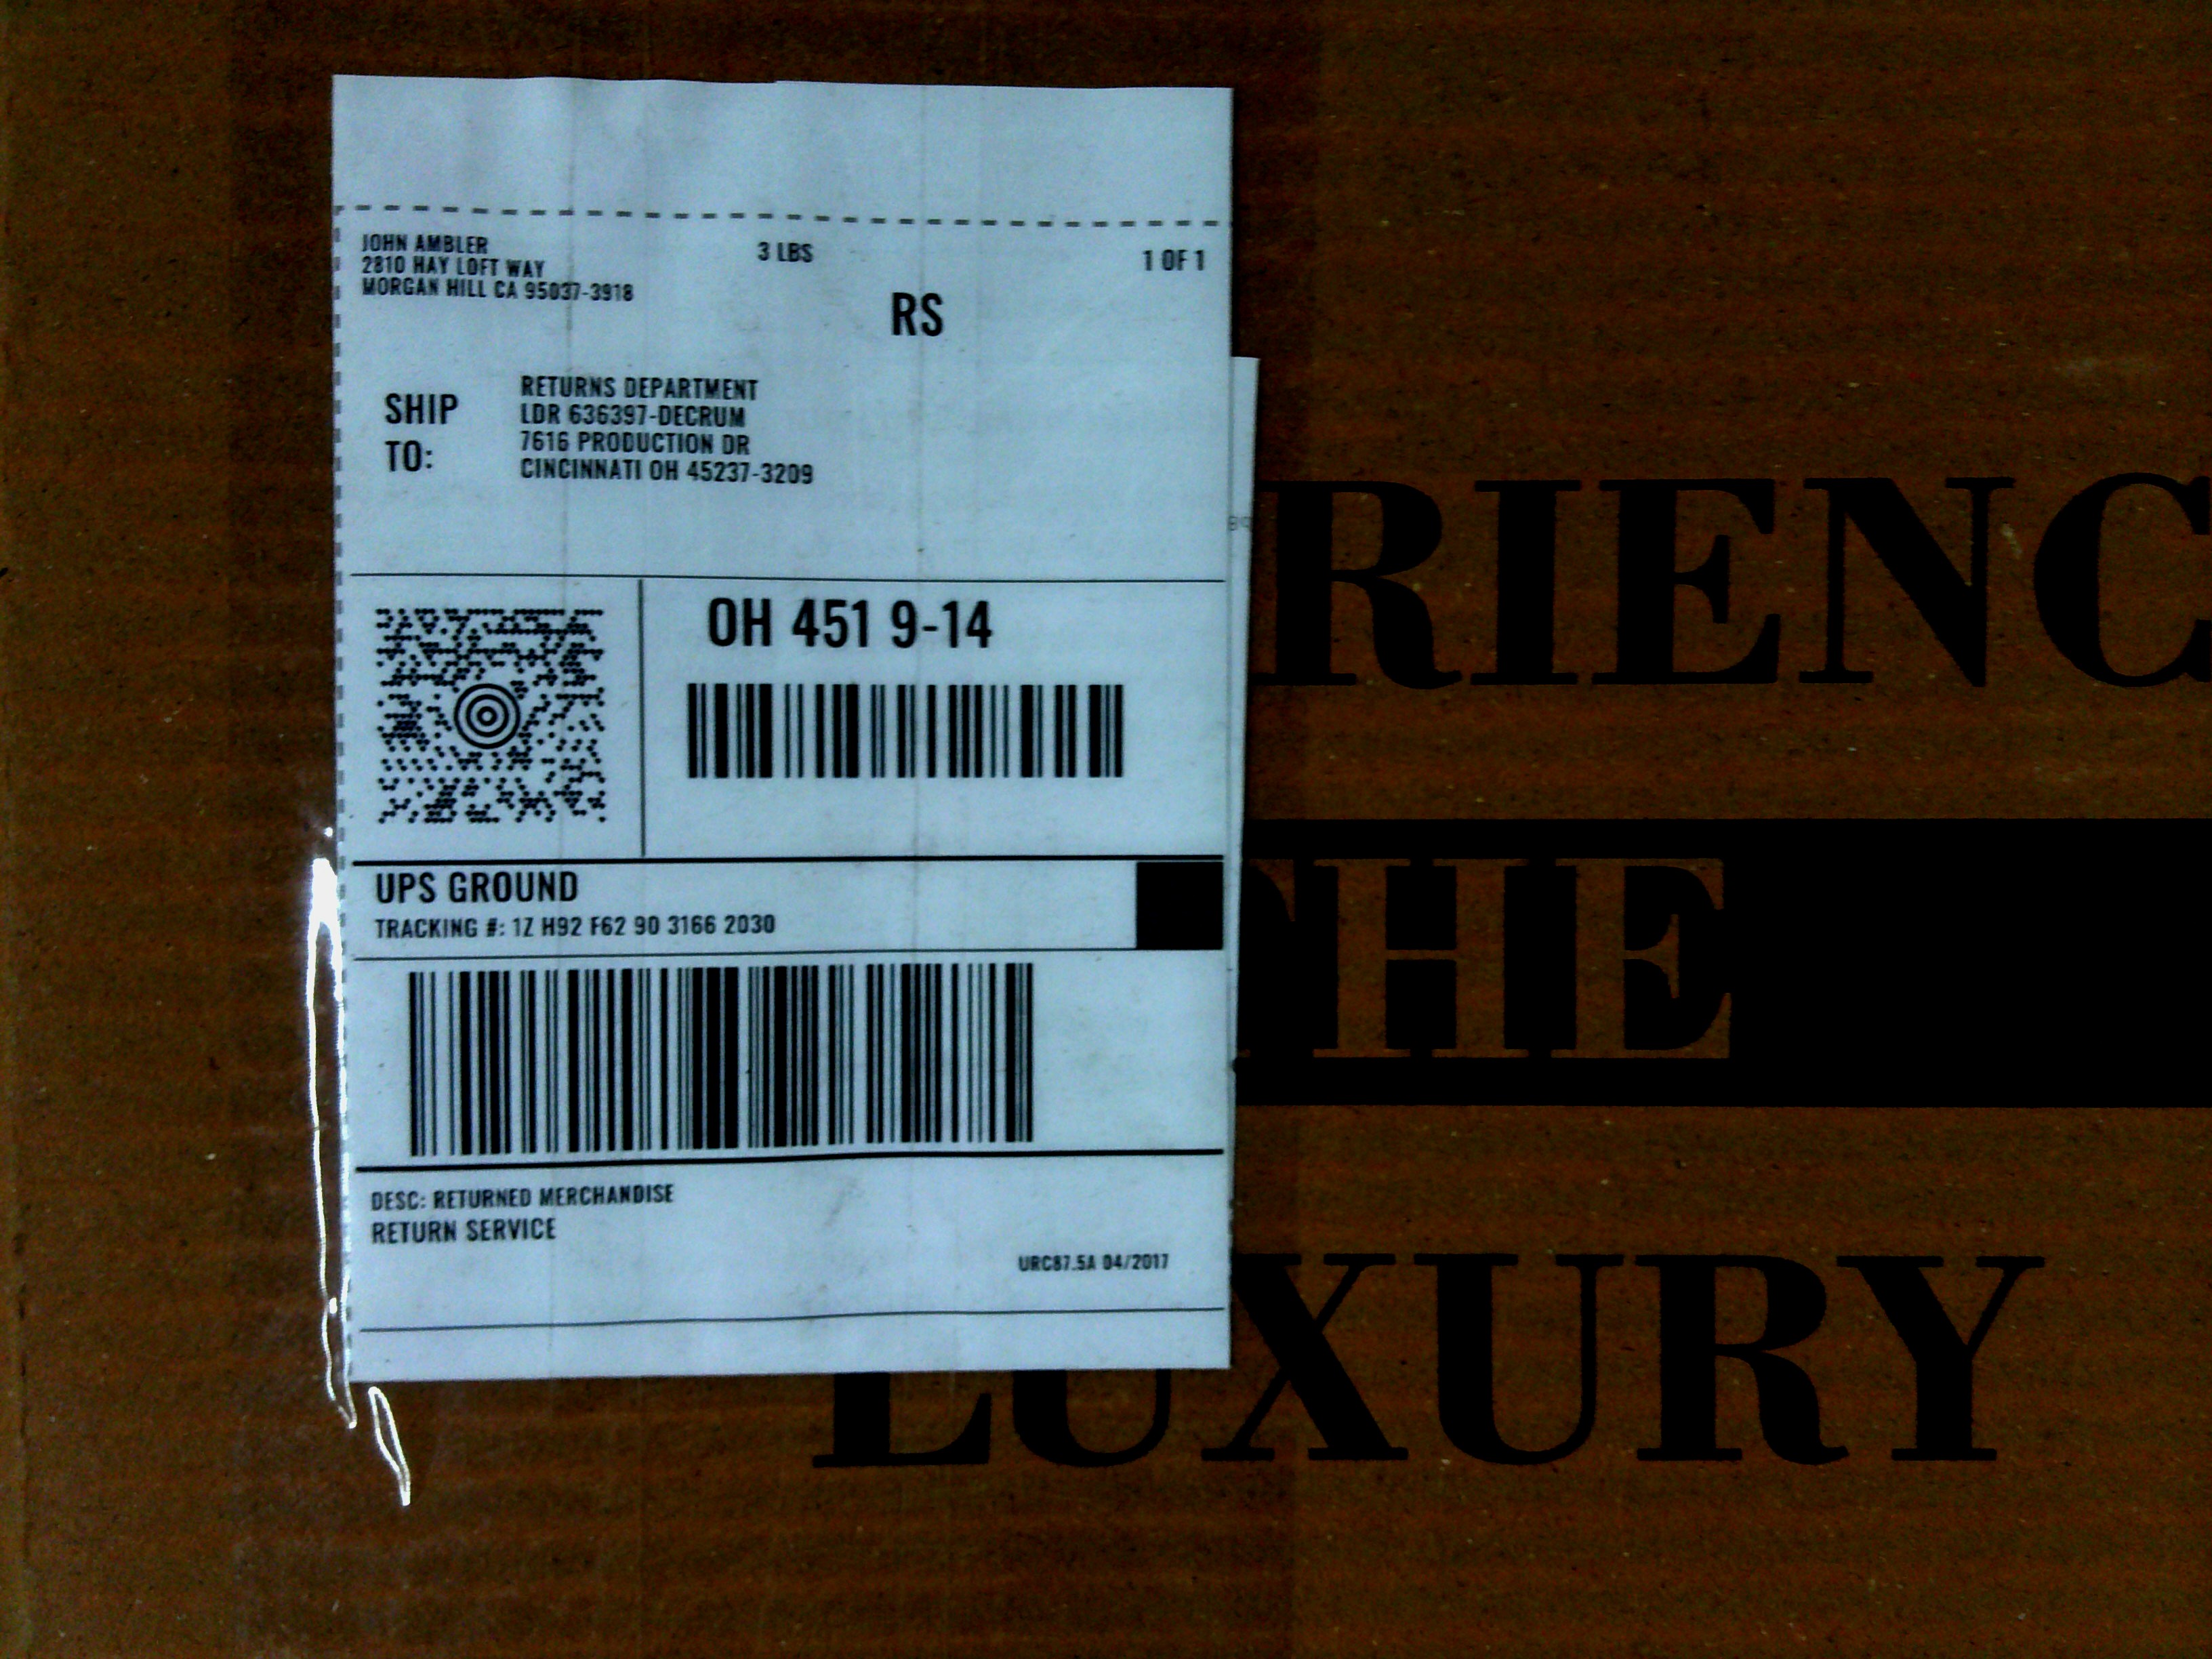 JOHN AMBLER
2810 HAY LOFT WAY
MORGAN HILL CA 95037-3918
3 LBS
1 OF 1
RS
SHIP TO:
RETURNS DEPARTMENT
LDR 636397-DECRUM
7616 PRODUCTION DR
CINCINNATI OH 45237-3209
OH 451 9-14
UPS GROUND
TRACKING #: 1Z H92 F62 90 3166 2030
DESC: RETURNED MERCHANDISE
RETURN SERVICE
URC87.5A 04/2017
RIENC
THE
LUXURY